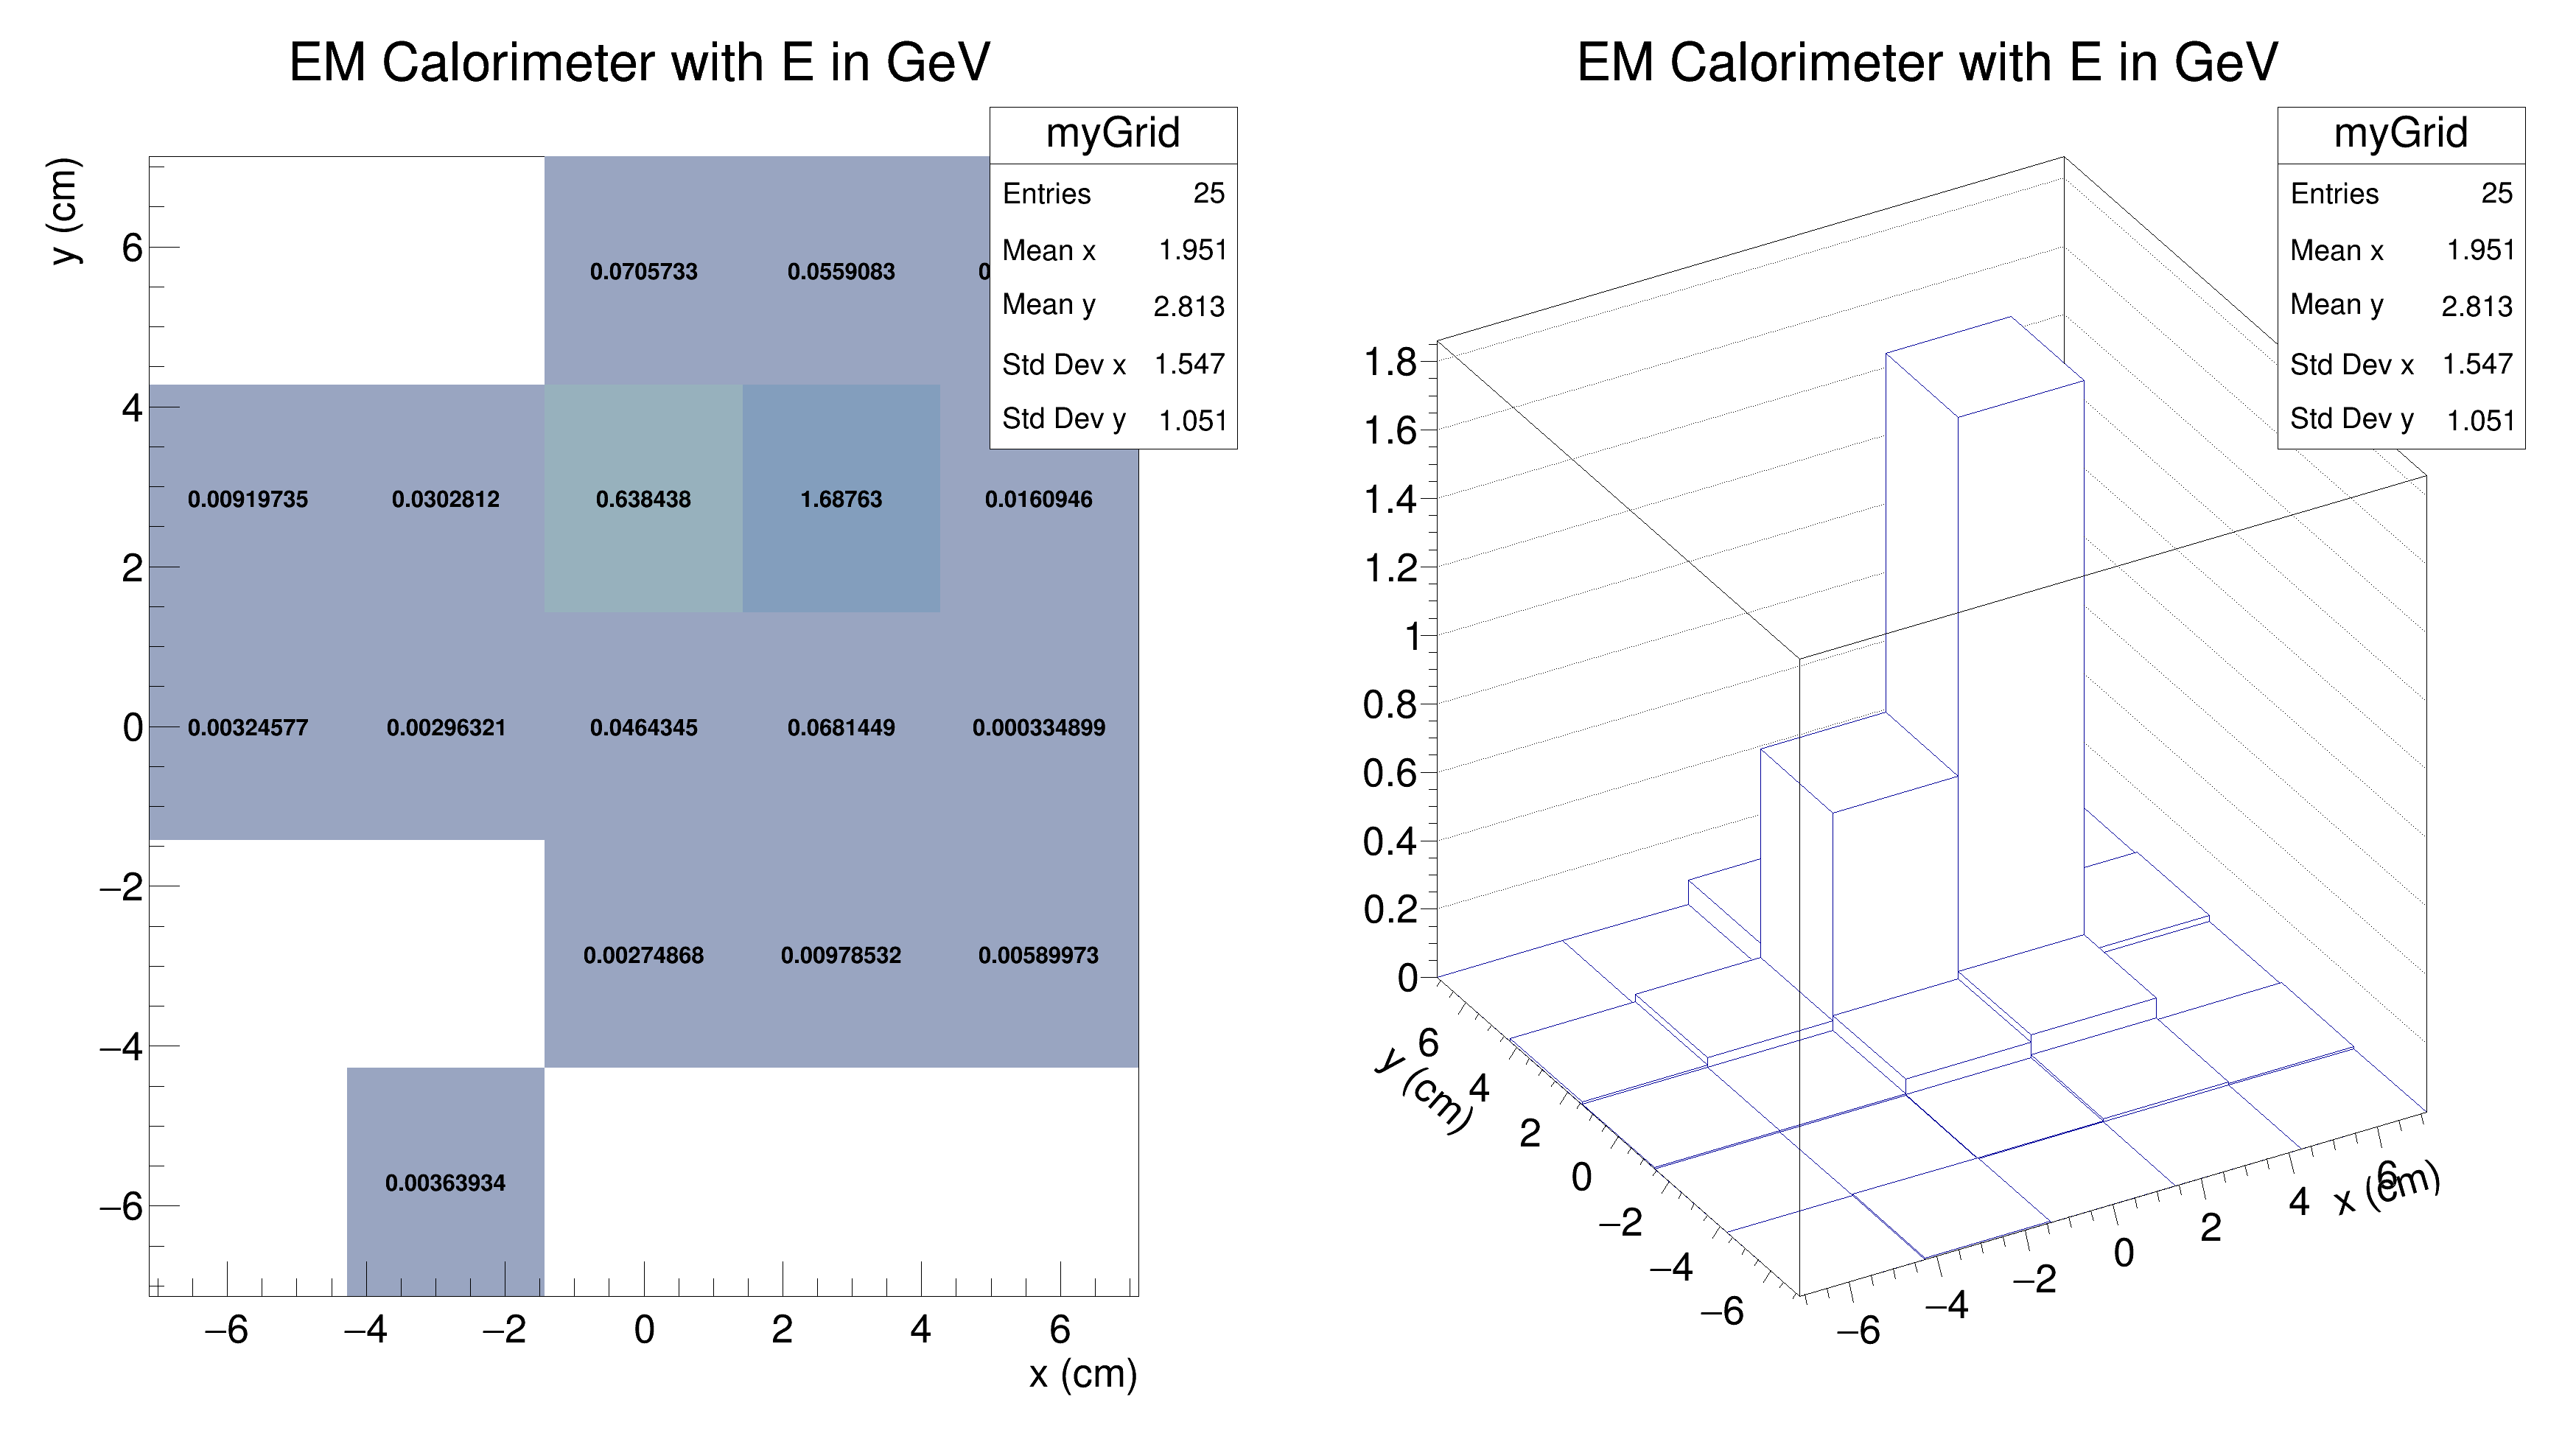 EM Calorimeter with E in GeV
myGrid
Entries 25
Mean x 1.951
Mean y 2.813
Std Dev x 1.547
Std Dev y 1.051
y (cm)
6
4
2
0
−2
−4
−6
0.0705733 0.0559083 0
0.00919735 0.0302812 0.638438 1.68763 0.0160946
0.00324577 0.00296321 0.0464345 0.0681449 0.000334899
0.00274868 0.00978532 0.00589973
0.00363934
−6 −4 −2 0 2 4 6
x (cm)
EM Calorimeter with E in GeV
myGrid
Entries 25
Mean x 1.951
Mean y 2.813
Std Dev x 1.547
Std Dev y 1.051
1.8
1.6
1.4
1.2
1
0.8
0.6
0.4
0.2
0
y (cm)
6
4
2
0
−2
−4
−6
−6 −4 −2 0 2 4 6
x (cm)